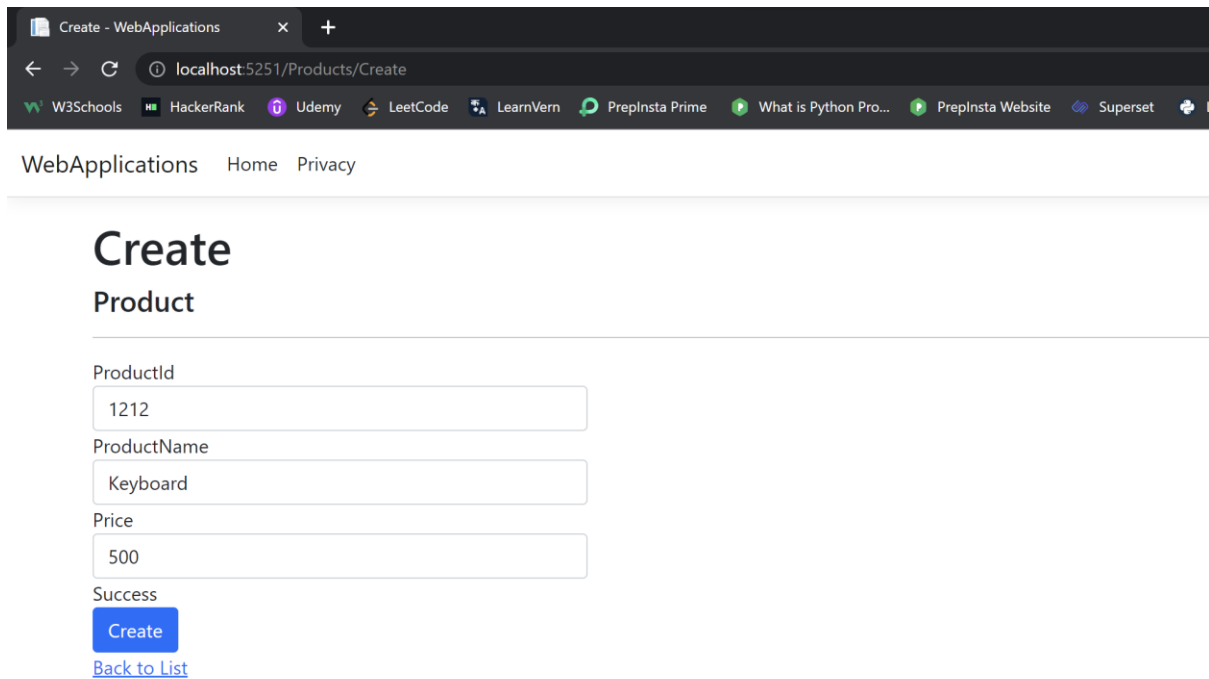 Create - WebApplications
localhost:5251/Products/Create
W3Schools HackerRank Udemy LeetCode LearnVern PrepInsta Prime What is Python Pro... PrepInsta Website Superset
WebApplications Home Privacy
Create
Product
ProductId
1212
ProductName
Keyboard
Price
500
Success
Create
Back to List